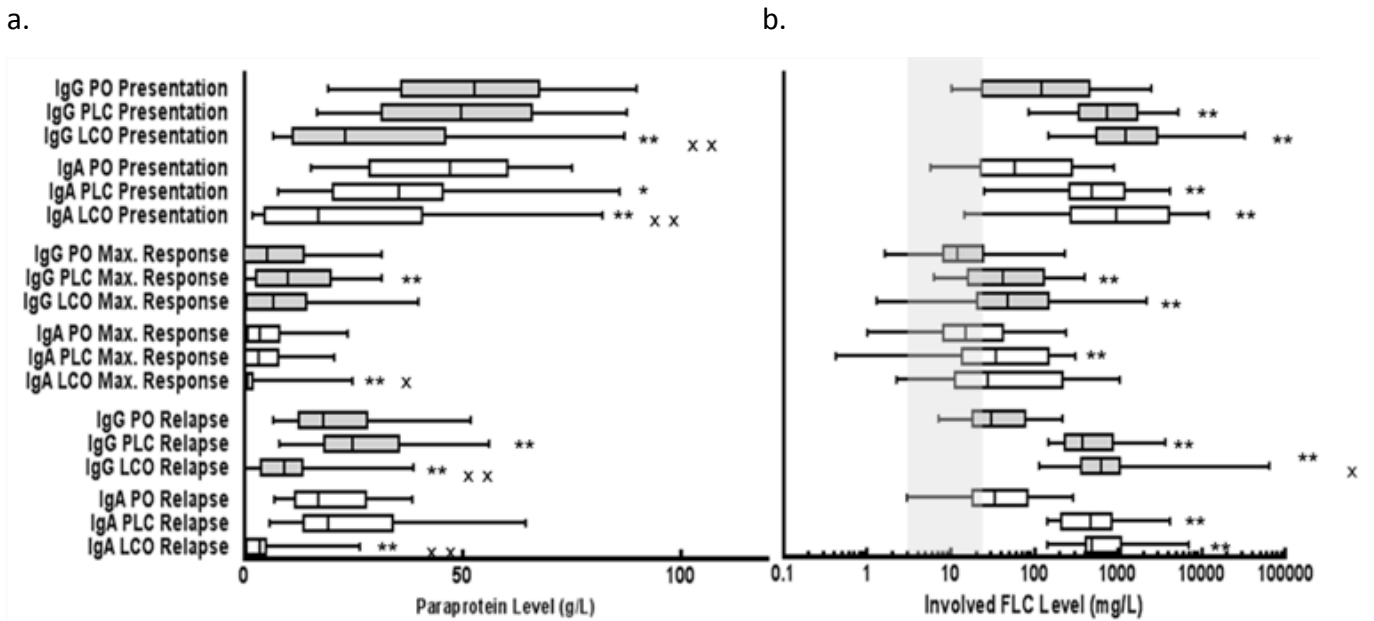 a.
b.
IgG PO Presentation
IgG PLC Presentation **
IgG LCO Presentation ** x x
IgA PO Presentation
IgA PLC Presentation *
IgA LCO Presentation ** x x
IgG PO Max. Response
IgG PLC Max. Response **
IgG LCO Max. Response
IgA PO Max. Response
IgA PLC Max. Response
IgA LCO Max. Response ** x
IgG PO Relapse
IgG PLC Relapse **
IgG LCO Relapse ** x x
IgA PO Relapse
IgA PLC Relapse
IgA LCO Relapse ** x x
0 50 100
Paraprotein Level (g/L)
**
**
**
**
**
**
**
**
**
x
**
**
0.1 1 10 100 1000 10000 100000
Involved FLC Level (mg/L)